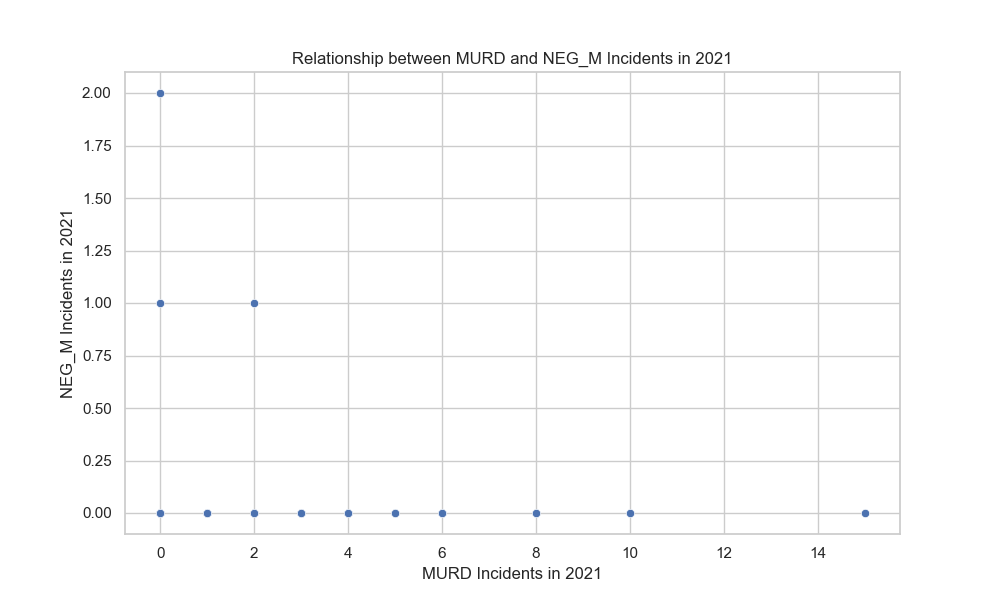 Relationship between MURD and NEG_M Incidents in 2021
NEG_M Incidents in 2021
2.00
1.75
1.50
1.25
1.00
0.75
0.50
0.25
0.00
0 2 4 6 8 10 12 14
MURD Incidents in 2021